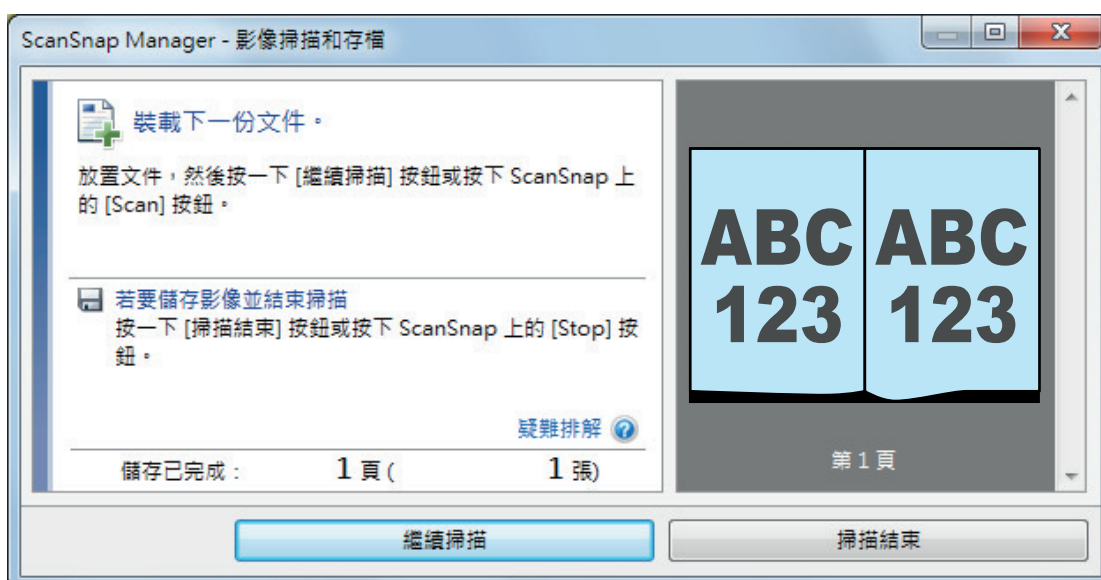 ScanSnap Manager - 影像掃描和存檔
裝載下一份文件。
放置文件，然後按一下 [繼續掃描] 按鈕或按下 ScanSnap 上
的 [Scan] 按鈕。
若要儲存影像並結束掃描
按一下 [掃描結束] 按鈕或按下 ScanSnap 上的 [Stop] 按
鈕。
疑難排解
儲存已完成： 1 頁 ( 1 張)
ABC ABC
123 123
第 1 頁
繼續掃描 掃描結束